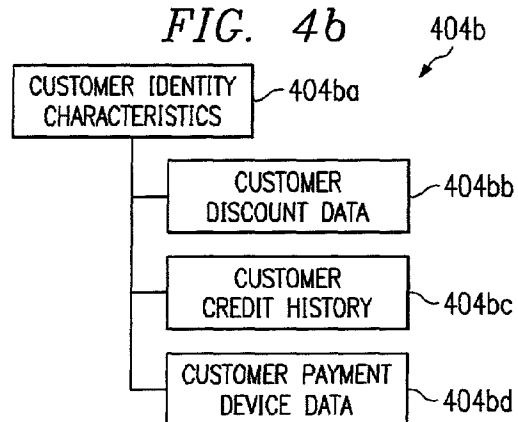 FIG. 4b
404b
CUSTOMER IDENTITY
CHARACTERISTICS
404ba
CUSTOMER
DISCOUNT DATA
404bb
CUSTOMER
CREDIT HISTORY
404bc
CUSTOMER PAYMENT
DEVICE DATA
404bd